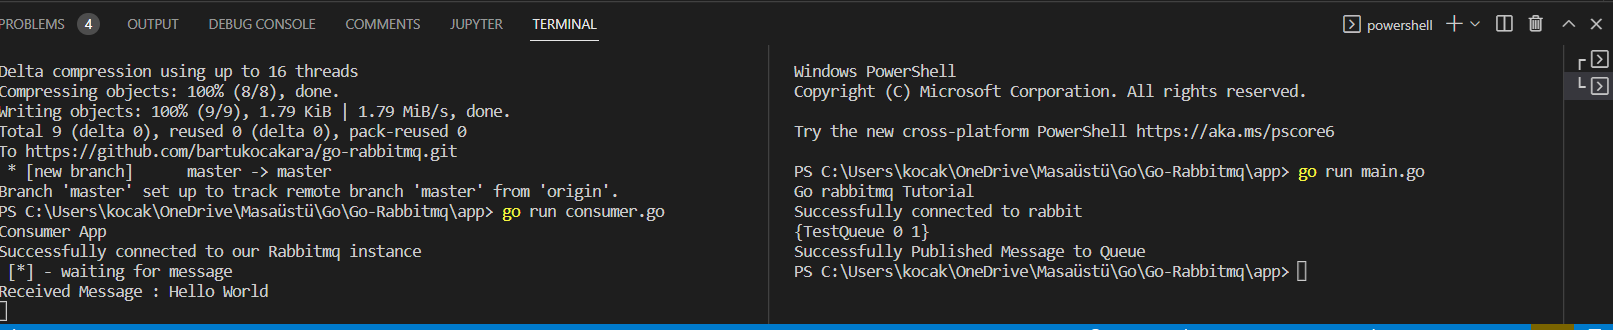 PROBLEMS 4 OUTPUT DEBUG CONSOLE COMMENTS JUPYTER TERMINAL powershell
Delta compression using up to 16 threads
Compressing objects: 100% (8/8), done.
Writing objects: 100% (9/9), 1.79 KiB | 1.79 MiB/s, done.
Total 9 (delta 0), reused 0 (delta 0), pack-reused 0
To https://github.com/bartukocakara/go-rabbitmq.git
 * [new branch]      master -> master
Branch 'master' set up to track remote branch 'master' from 'origin'.
PS C:\Users\kocak\OneDrive\Masaüstü\Go\Go-Rabbitmq\app> go run consumer.go
Consumer App
Successfully connected to our Rabbitmq instance
 [*] - waiting for message
Received Message : Hello World
Windows PowerShell
Copyright (C) Microsoft Corporation. All rights reserved.
Try the new cross-platform PowerShell https://aka.ms/pscore6
PS C:\Users\kocak\OneDrive\Masaüstü\Go\Go-Rabbitmq\app> go run main.go
Go rabbitmq Tutorial
Successfully connected to rabbit
{TestQueue 0 1}
Successfully Published Message to Queue
PS C:\Users\kocak\OneDrive\Masaüstü\Go\Go-Rabbitmq\app>